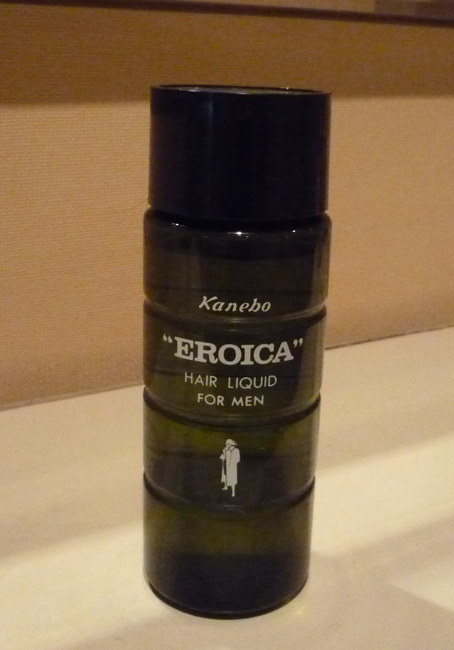 Kanebo
“EROICA”
HAIR LIQUID
FOR MEN